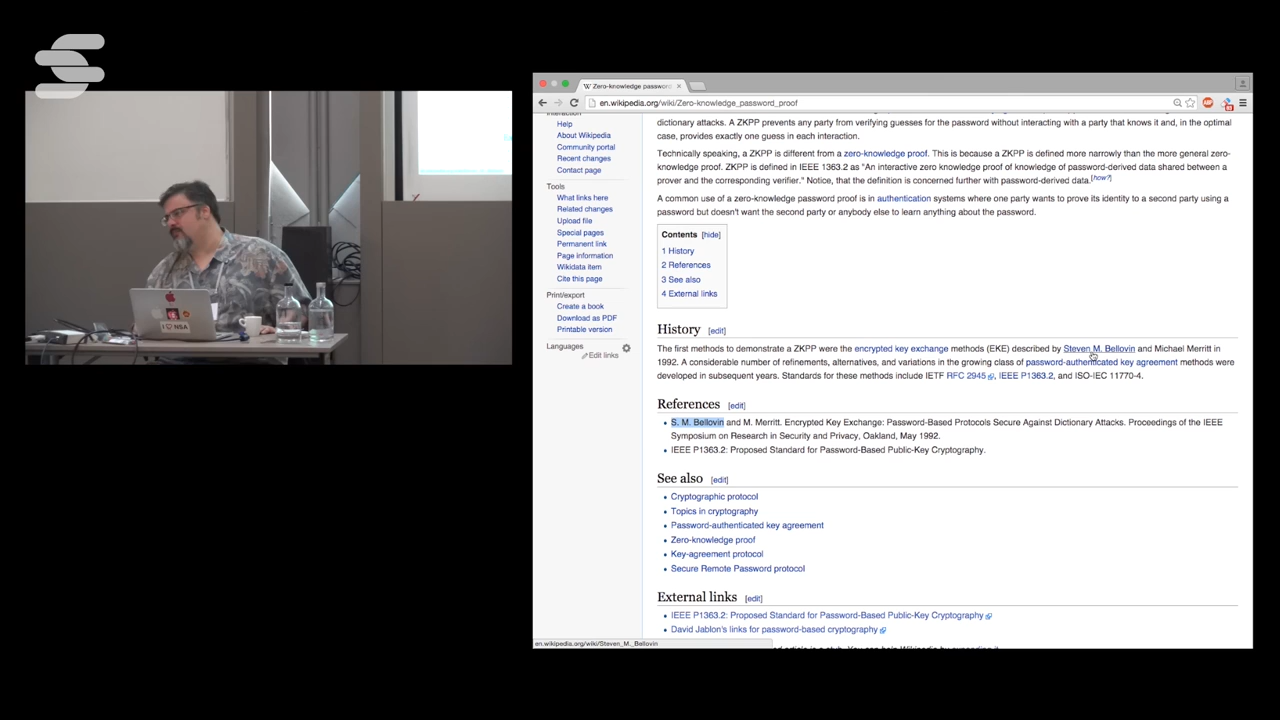 I ♡ NSA
Zero-knowledge password
en.wikipedia.org/wiki/Zero-knowledge_password_proof
Interaction
Help
About Wikipedia
Community portal
Recent changes
Contact page
Tools
What links here
Related changes
Upload file
Special pages
Permanent link
Page information
Wikidata item
Cite this page
Print/export
Create a book
Download as PDF
Printable version
Languages
Edit links
dictionary attacks. A ZKPP prevents any party from verifying guesses for the password without interacting with a party that knows it and, in the optimal
case, provides exactly one guess in each interaction.
Technically speaking, a ZKPP is different from a zero-knowledge proof. This is because a ZKPP is defined more narrowly than the more general zero-
knowledge proof. ZKPP is defined in IEEE 1363.2 as "An interactive zero knowledge proof of knowledge of password-derived data shared between a
prover and the corresponding verifier." Notice, that the definition is concerned further with password-derived data.[how?]
A common use of a zero-knowledge password proof is in authentication systems where one party wants to prove its identity to a second party using a
password but doesn't want the second party or anybody else to learn anything about the password.
Contents [hide]
1 History
2 References
3 See also
4 External links
History [edit]
The first methods to demonstrate a ZKPP were the encrypted key exchange methods (EKE) described by Steven M. Bellovin and Michael Merritt in
1992. A considerable number of refinements, alternatives, and variations in the growing class of password-authenticated key agreement methods were
developed in subsequent years. Standards for these methods include IETF RFC 2945, IEEE P1363.2, and ISO-IEC 11770-4.
References [edit]
• S. M. Bellovin and M. Merritt. Encrypted Key Exchange: Password-Based Protocols Secure Against Dictionary Attacks. Proceedings of the IEEE
Symposium on Research in Security and Privacy, Oakland, May 1992.
• IEEE P1363.2: Proposed Standard for Password-Based Public-Key Cryptography.
See also [edit]
• Cryptographic protocol
• Topics in cryptography
• Password-authenticated key agreement
• Zero-knowledge proof
• Key-agreement protocol
• Secure Remote Password protocol
External links [edit]
• IEEE P1363.2: Proposed Standard for Password-Based Public-Key Cryptography
• David Jablon's links for password-based cryptography
en.wikipedia.org/wiki/Steven_M._Bellovin